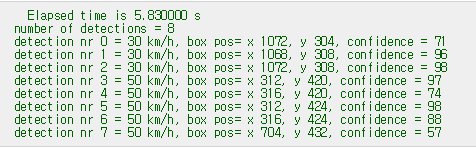 Elapsed time is 5.830000 s
number of detections = 8
detection nr 0 = 30 km/h, box pos= x 1072, y 304, confidence = 71
detection nr 1 = 30 km/h, box pos= x 1068, y 308, confidence = 96
detection nr 2 = 30 km/h, box pos= x 1072, y 308, confidence = 98
detection nr 3 = 50 km/h, box pos= x 312, y 420, confidence = 97
detection nr 4 = 50 km/h, box pos= x 316, y 420, confidence = 74
detection nr 5 = 50 km/h, box pos= x 312, y 424, confidence = 98
detection nr 6 = 50 km/h, box pos= x 316, y 424, confidence = 88
detection nr 7 = 50 km/h, box pos= x 704, y 432, confidence = 57